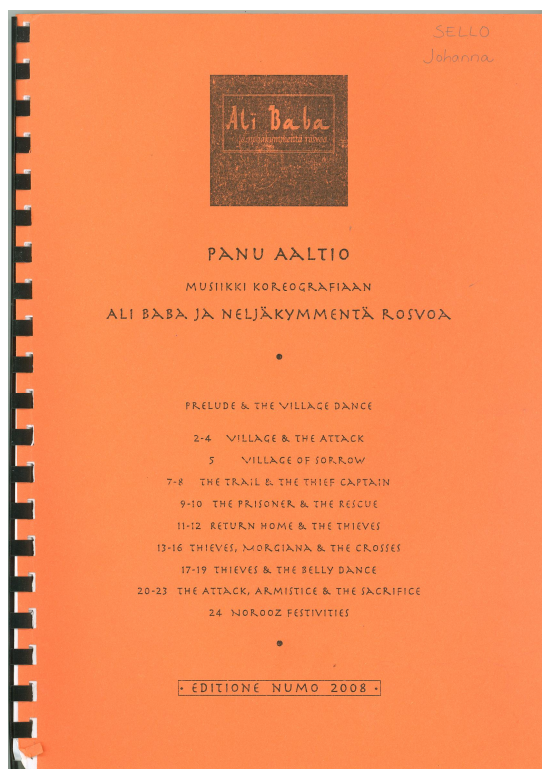 SELLO
Johanna
Ali Baba
ja neljäkymmentä rosvoa
PANU AALTIO
MUSIIKKI KOREOGRAFIAAN
ALI BABA JA NELJÄKYMMENTÄ ROSVOA
•
PRELUDE & THE VILLAGE DANCE
2-4 VILLAGE & THE ATTACK
5 VILLAGE OF SORROW
7-8 THE TRAIL & THE THIEF CAPTAIN
9-10 THE PRISONER & THE RESCUE
11-12 RETURN HOME & THE THIEVES
13-16 THIEVES, MORGIANA & THE CROSSES
17-19 THIEVES & THE BELLY DANCE
20-23 THE ATTACK, ARMISTICE & THE SACRIFICE
24 NOROOZ FESTIVITIES
•
• EDITIONE NUMO 2008 •